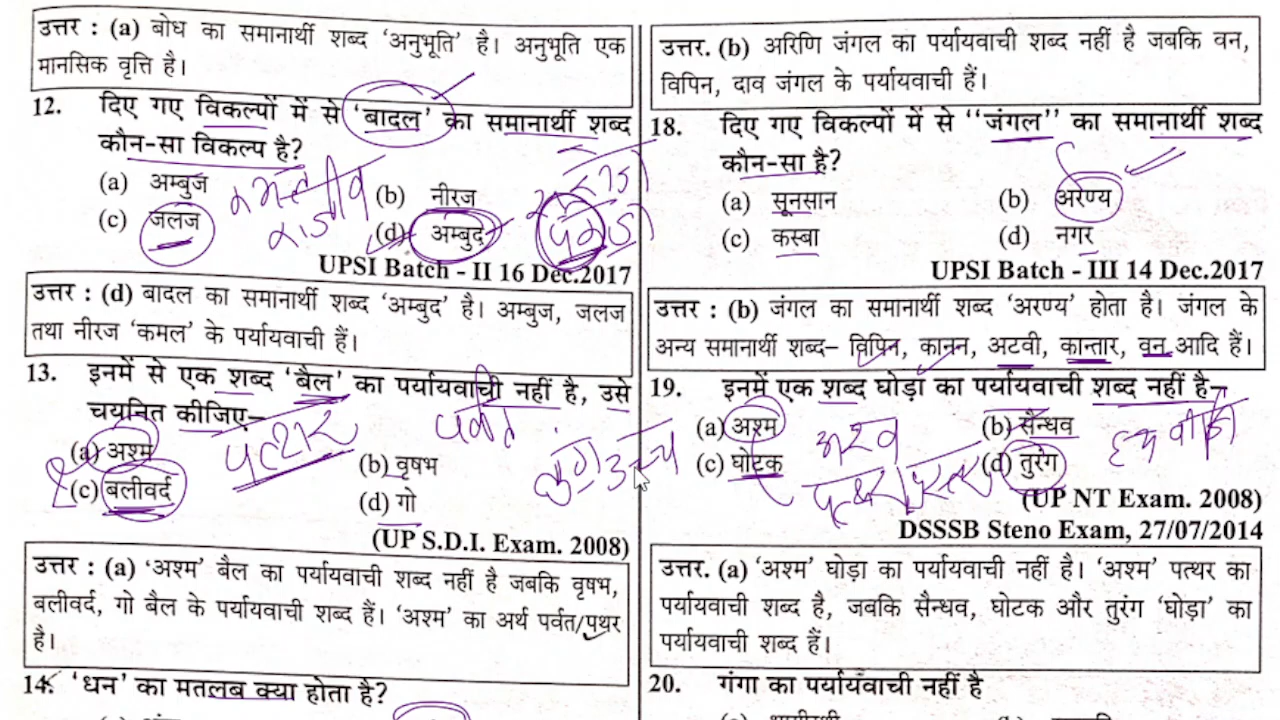 उत्तर : (a) बोध का समानार्थी शब्द ‘अनुभूति’ है। अनुभूति एक
मानसिक वृत्ति है।
12. दिए गए विकल्पों में से ‘बादल’ का समानार्थी शब्द
कौन-सा विकल्प है?
(a) अम्बुज
(b) नीरज
(c) जलज
(d) अम्बुद
UPSI Batch - II 16 Dec.2017
उत्तर : (d) बादल का समानार्थी शब्द ‘अम्बुद’ है। अम्बुज, जलज
तथा नीरज ‘कमल’ के पर्यायवाची हैं।
13. इनमें से एक शब्द ‘बैल’ का पर्यायवाची नहीं है, उसे
चयनित कीजिए–
पत्थर
(a) अश्म
(b) वृषभ
(c) बलीवर्द
(d) गो
(UP S.D.I. Exam. 2008)
उत्तर : (a) ‘अश्म’ बैल का पर्यायवाची शब्द नहीं है जबकि वृषभ,
बलीवर्द, गो बैल के पर्यायवाची शब्द हैं। ‘अश्म’ का अर्थ पर्वत/पथर
है।
14. ‘धन’ का मतलब क्या होता है?
उत्तर. (b) अरिणि जंगल का पर्यायवाची शब्द नहीं है जबकि वन,
विपिन, दाव जंगल के पर्यायवाची हैं।
18. दिए गए विकल्पों में से ‘‘जंगल’’ का समानार्थी शब्द
कौन-सा है?
(a) सूनसान
(b) अरण्य
(c) कस्बा
(d) नगर
UPSI Batch - III 14 Dec.2017
उत्तर : (b) जंगल का समानार्थी शब्द ‘अरण्य’ होता है। जंगल के
अन्य समानार्थी शब्द– विपिन, कानन, अटवी, कान्तार, वन आदि हैं।
19. इनमें एक शब्द घोड़ा का पर्यायवाची शब्द नहीं है–
(a) अश्म
(b) सैन्धव
अश्व
(c) घोटक
(d) तुरंग
(UP NT Exam. 2008)
DSSSB Steno Exam, 27/07/2014
उत्तर. (a) ‘अश्म’ घोड़ा का पर्यायवाची नहीं है। ‘अश्म’ पत्थर का
पर्यायवाची शब्द है, जबकि सैन्धव, घोटक और तुरंग ‘घोड़ा’ का
पर्यायवाची शब्द हैं।
20. गंगा का पर्यायवाची नहीं है